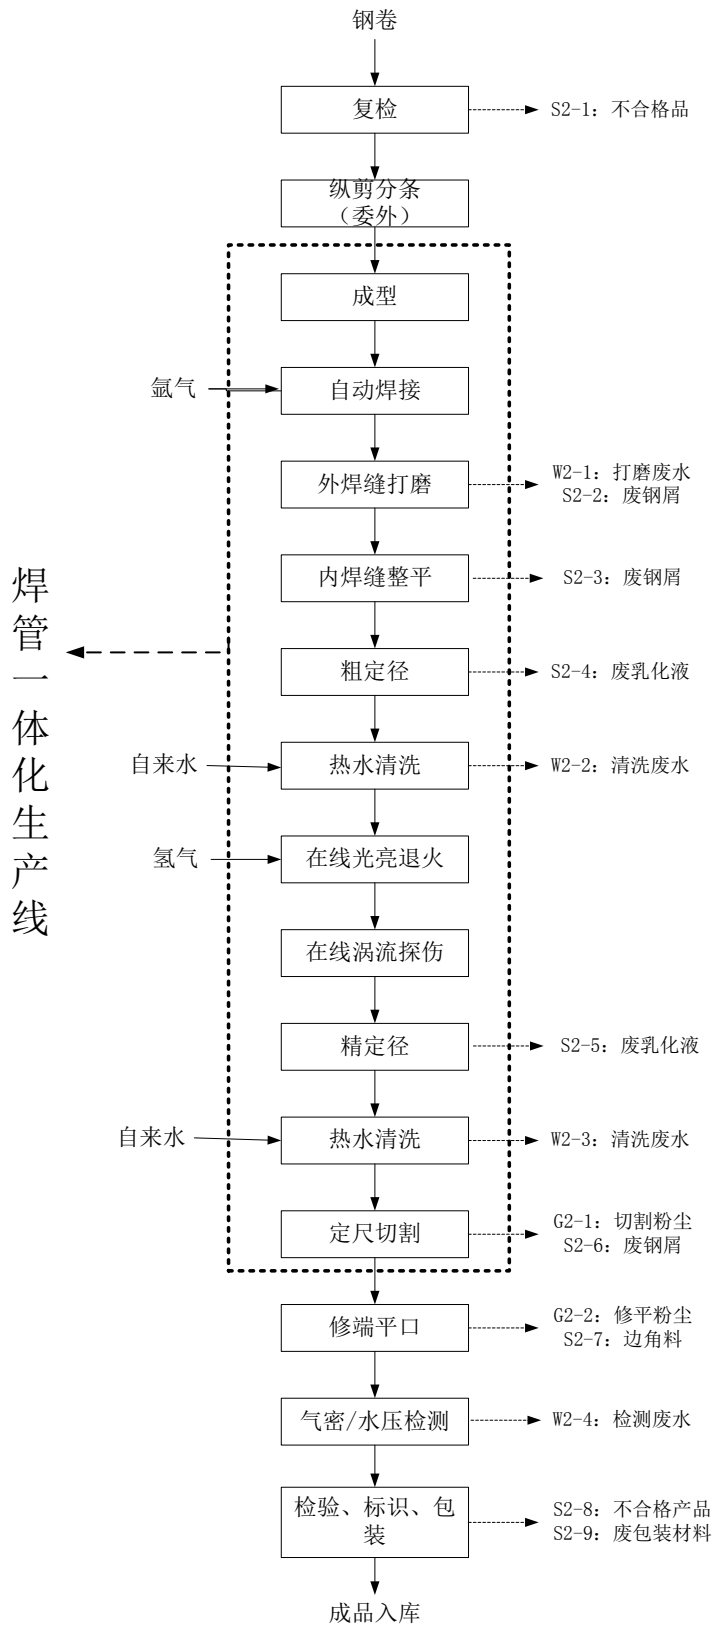 钢卷
复检
S2-1：不合格品
纵剪分条
（委外）
成型
氩气
自动焊接
外焊缝打磨
W2-1：打磨废水
S2-2：废钢屑
内焊缝整平
S2-3：废钢屑
焊管一体化生产线
粗定径
S2-4：废乳化液
自来水
热水清洗
W2-2：清洗废水
氢气
在线光亮退火
在线涡流探伤
精定径
S2-5：废乳化液
自来水
热水清洗
W2-3：清洗废水
定尺切割
G2-1：切割粉尘
S2-6：废钢屑
修端平口
G2-2：修平粉尘
S2-7：边角料
气密/水压检测
W2-4：检测废水
检验、标识、包
装
S2-8：不合格产品
S2-9：废包装材料
成品入库